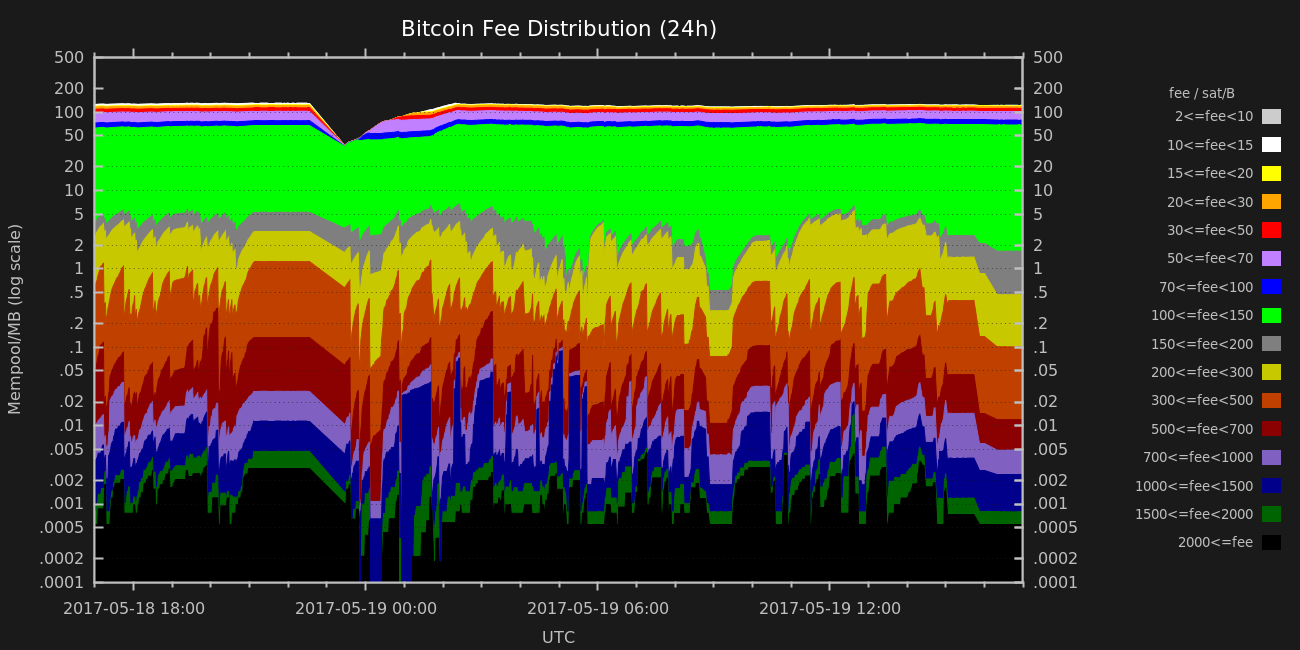 Bitcoin Fee Distribution (24h)
Mempool/MB (log scale)
500
200
100
50
20
10
5
2
1
.5
.2
.1
.05
.02
.01
.005
.002
.001
.0005
.0002
.0001
500
200
100
50
20
10
5
2
1
.5
.2
.1
.05
.02
.01
.005
.002
.001
.0005
.0002
.0001
2017-05-18 18:00
2017-05-19 00:00
2017-05-19 06:00
2017-05-19 12:00
UTC
fee / sat/B
2<=fee<10
10<=fee<15
15<=fee<20
20<=fee<30
30<=fee<50
50<=fee<70
70<=fee<100
100<=fee<150
150<=fee<200
200<=fee<300
300<=fee<500
500<=fee<700
700<=fee<1000
1000<=fee<1500
1500<=fee<2000
2000<=fee